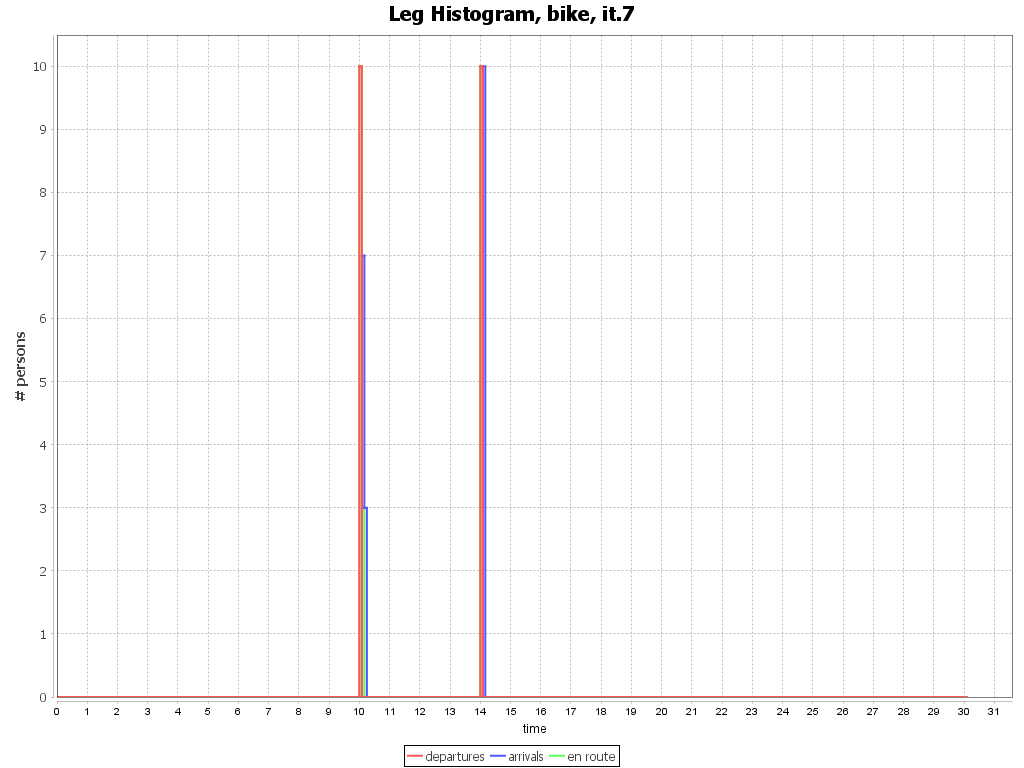 Leg Histogram, bike, it.7
# persons
10
9
8
7
6
5
4
3
2
1
0
0 1 2 3 4 5 6 7 8 9 10 11 12 13 14 15 16 17 18 19 20 21 22 23 24 25 26 27 28 29 30 31
time
departures arrivals en route